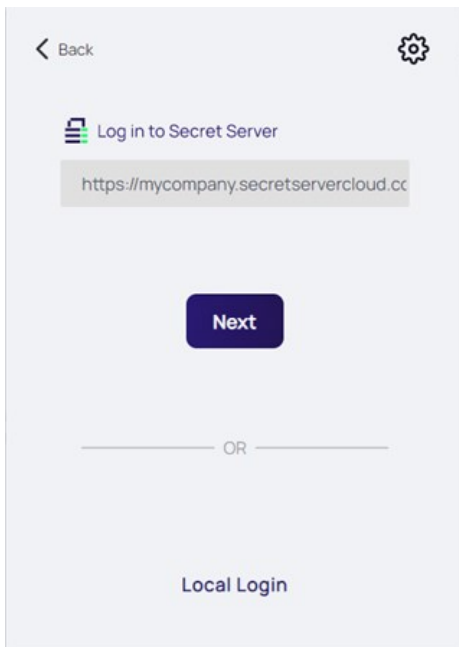 Back
Log in to Secret Server
https://mycompany.secretservercloud.cc
Next
OR
Local Login